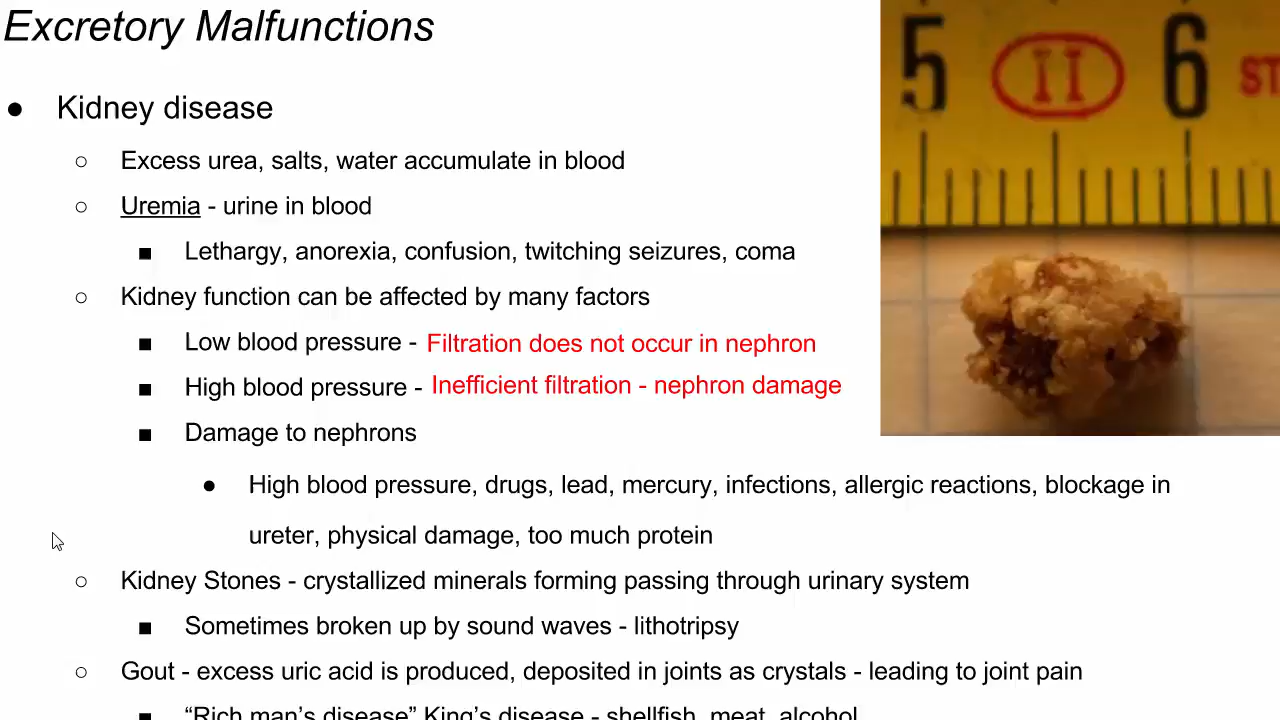 Excretory Malfunctions
5 II 6 ST
● Kidney disease
○ Excess urea, salts, water accumulate in blood
○ Uremia - urine in blood
■ Lethargy, anorexia, confusion, twitching seizures, coma
○ Kidney function can be affected by many factors
■ Low blood pressure - Filtration does not occur in nephron
■ High blood pressure - Inefficient filtration - nephron damage
■ Damage to nephrons
● High blood pressure, drugs, lead, mercury, infections, allergic reactions, blockage in
ureter, physical damage, too much protein
○ Kidney Stones - crystallized minerals forming passing through urinary system
■ Sometimes broken up by sound waves - lithotripsy
○ Gout - excess uric acid is produced, deposited in joints as crystals - leading to joint pain
■ “Rich man’s disease” King’s disease - shellfish, meat, alcohol